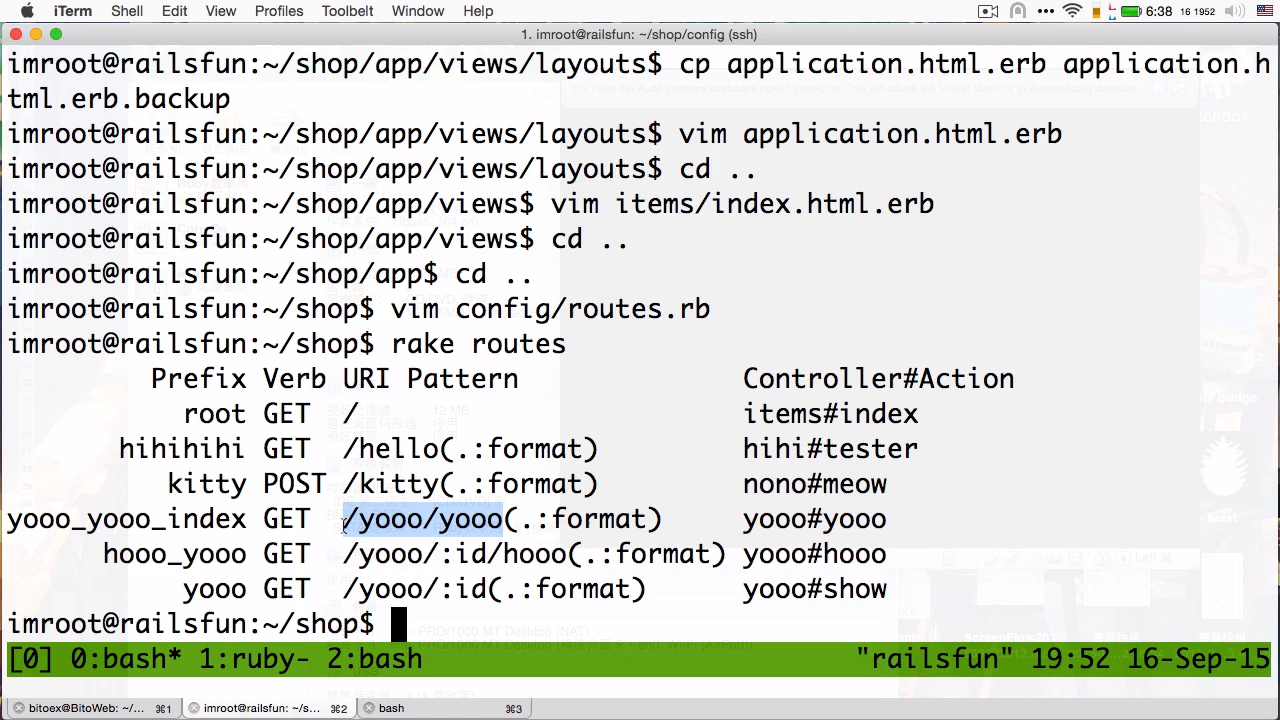 iTerm Shell Edit View Profiles Toolbelt Window Help 6:38 16 1952
1. imroot@railsfun: ~/shop/config (ssh)
imroot@railsfun:~/shop/app/views/layouts$ cp application.html.erb application.h
tml.erb.backup
imroot@railsfun:~/shop/app/views/layouts$ vim application.html.erb
imroot@railsfun:~/shop/app/views/layouts$ cd ..
imroot@railsfun:~/shop/app/views$ vim items/index.html.erb
imroot@railsfun:~/shop/app/views$ cd ..
imroot@railsfun:~/shop/app$ cd ..
imroot@railsfun:~/shop$ vim config/routes.rb
imroot@railsfun:~/shop$ rake routes
Prefix Verb URI Pattern Controller#Action
root GET / items#index
hihihihi GET /hello(.:format) hihi#tester
kitty POST /kitty(.:format) nono#meow
yooo_yooo_index GET /yooo/yooo(.:format) yooo#yooo
hooo_yooo GET /yooo/:id/hooo(.:format) yooo#hooo
yooo GET /yooo/:id(.:format) yooo#show
imroot@railsfun:~/shop$
[0] 0:bash* 1:ruby- 2:bash "railsfun" 19:52 16-Sep-15
bitoex@BitoWeb: ~/... ⌘1 imroot@railsfun: ~/s... ⌘2 bash ⌘3